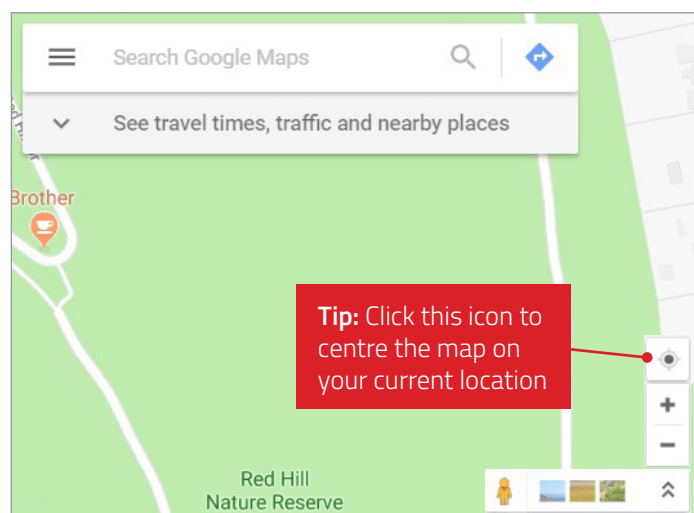 Search Google Maps
See travel times, traffic and nearby places
Brother
Tip: Click this icon to
centre the map on
your current location
Red Hill
Nature Reserve